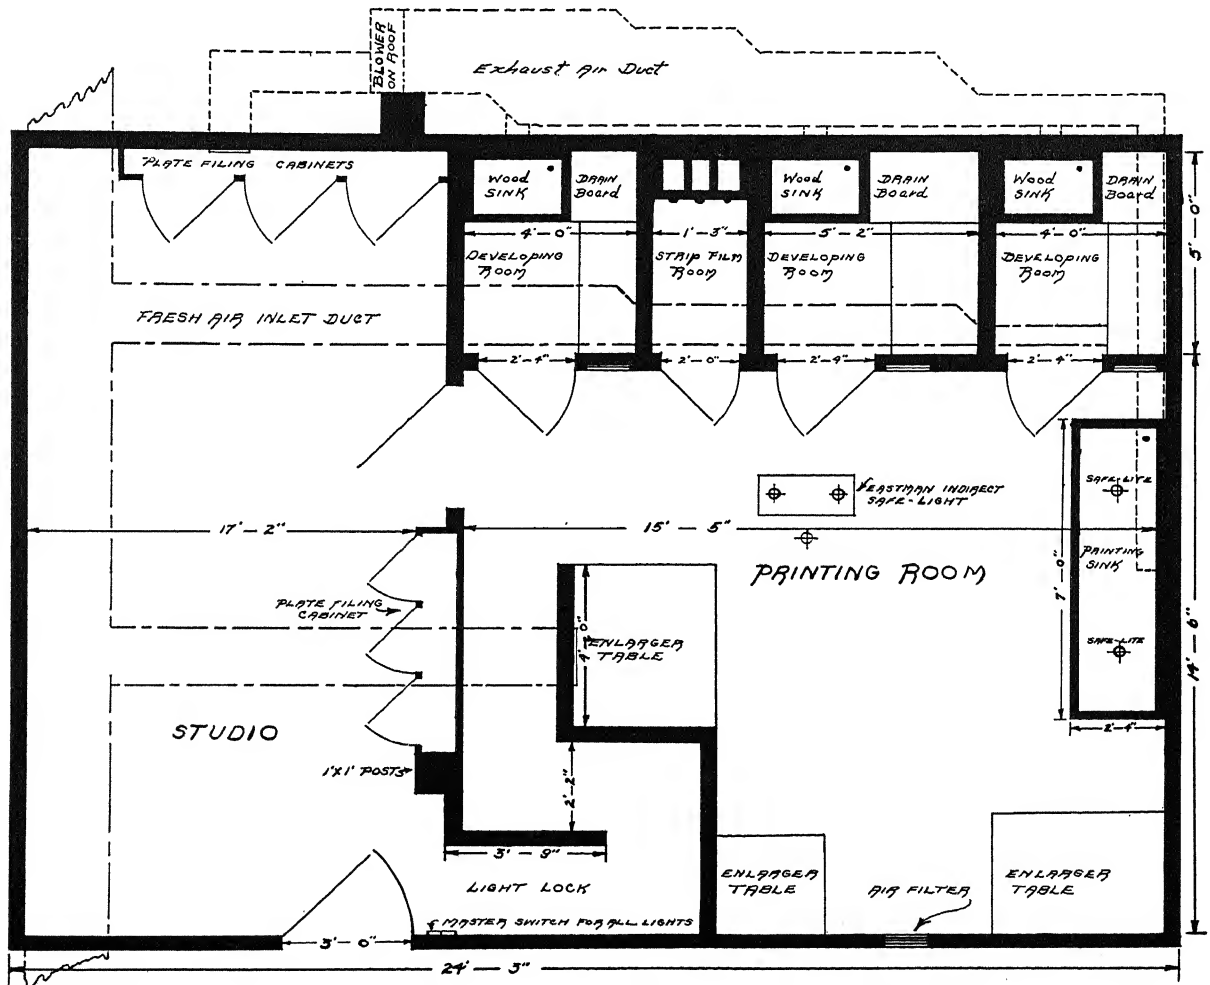 BLOWER
ON ROOF
Exhaust Air Duct
PLATE FILING CABINETS
Wood
SINK
DRAIN
Board
Wood
SINK
DRAIN
Board
Wood
SINK
DRAIN
Board
4'-0"
1'-3"
5'-2"
4'-0"
5'-0"
DEVELOPING
ROOM
STRIP FILM
ROOM
DEVELOPING
ROOM
DEVELOPING
ROOM
FRESH AIR INLET DUCT
2'-4"
2'-0"
2'-4"
2'-4"
EASTMAN INDIRECT
SAFE-LIGHT
SAFE-LITE
17'-2"
15'-5"
PRINTING
SINK
PRINTING ROOM
7'-0"
PLATE FILING
CABINET
4'-0"
ENLARGER
TABLE
SAFE-LITE
14'-6"
STUDIO
2'-4"
1'X1' POSTS
2'-2"
3'-9"
LIGHT LOCK
ENLARGER
TABLE
AIR FILTER
ENLARGER
TABLE
MASTER SWITCH FOR ALL LIGHTS
3'-0"
24'-3"